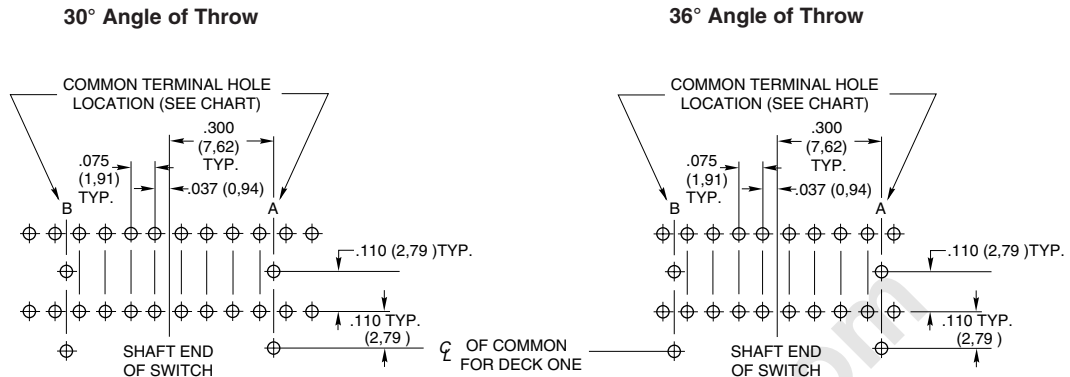 30° Angle of Throw
COMMON TERMINAL HOLE
LOCATION (SEE CHART)
.300
(7,62)
TYP.
.075
(1,91)
TYP.
.037 (0,94)
B
A
.110 (2,79 )TYP.
.110 TYP.
(2,79 )
SHAFT END
OF SWITCH
℄ OF COMMON
FOR DECK ONE
36° Angle of Throw
COMMON TERMINAL HOLE
LOCATION (SEE CHART)
.300
(7,62)
TYP.
.075
(1,91)
TYP.
.037 (0,94)
B
A
.110 (2,79 )TYP.
.110 TYP.
(2,79 )
SHAFT END
OF SWITCH
om